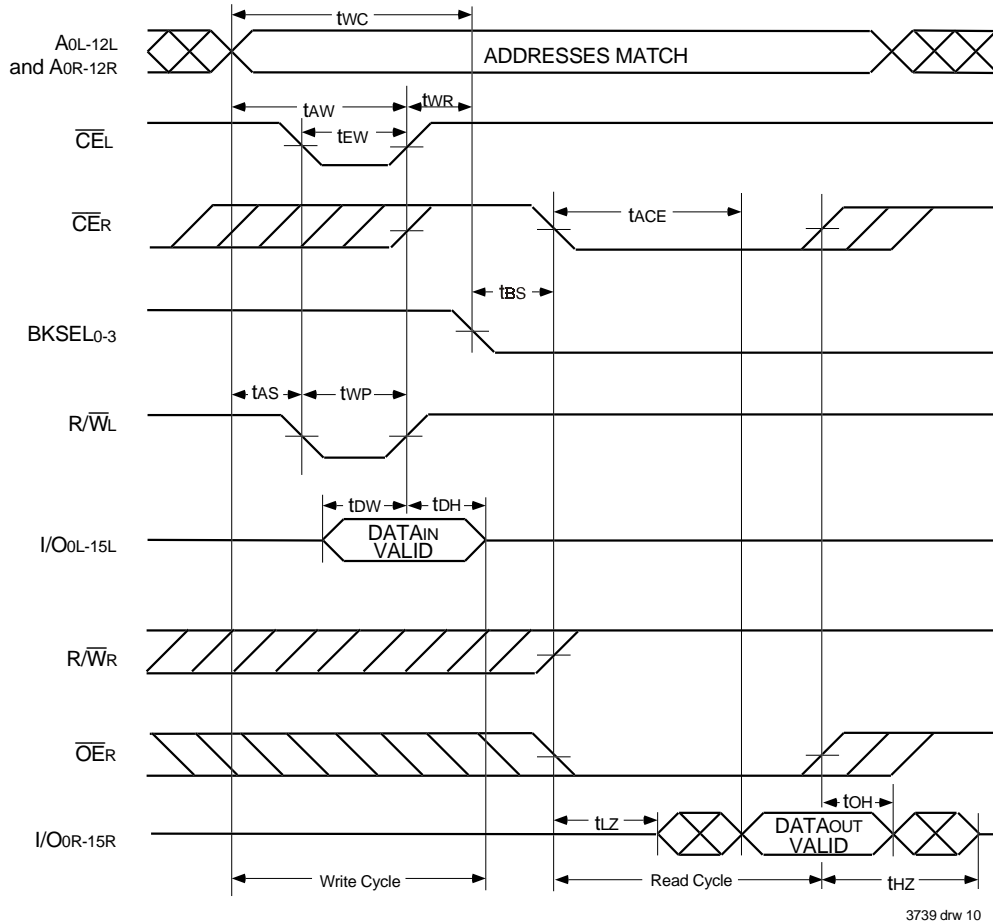 tWC
A0L-12L
and A0R-12R
ADDRESSES MATCH
tAW
tWR
CEL
tEW
CER
tACE
tBS
BKSEL0-3
tAS
tWP
R/WL
tDW
tDH
I/O0L-15L
DATAIN
VALID
R/WR
OER
tOH
tLZ
I/O0R-15R
DATAOUT
VALID
Write Cycle
Read Cycle
tHZ
3739 drw 10